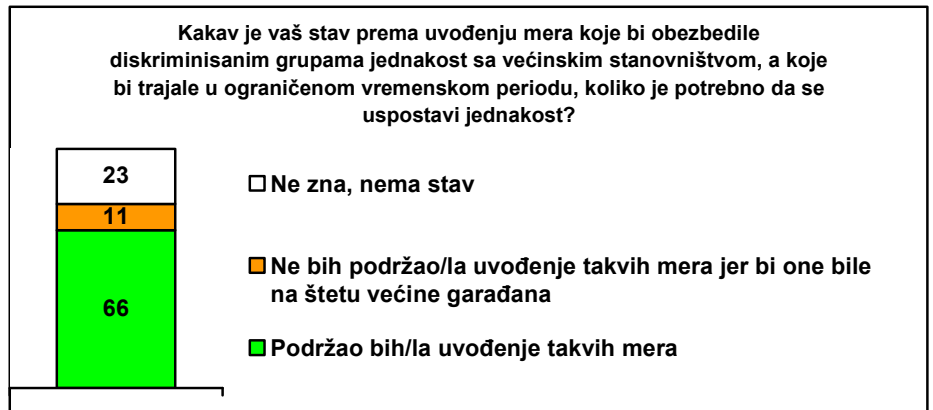 Kakav je vaš stav prema uvođenju mera koje bi obezbedile
diskriminisanim grupama jednakost sa većinskim stanovništvom, a koje
bi trajale u ograničenom vremenskom periodu, koliko je potrebno da se
uspostavi jednakost?
23
Ne zna, nema stav
11
Ne bih podržao/la uvođenje takvih mera jer bi one bile
na štetu većine garađana
66
Podržao bih/la uvođenje takvih mera